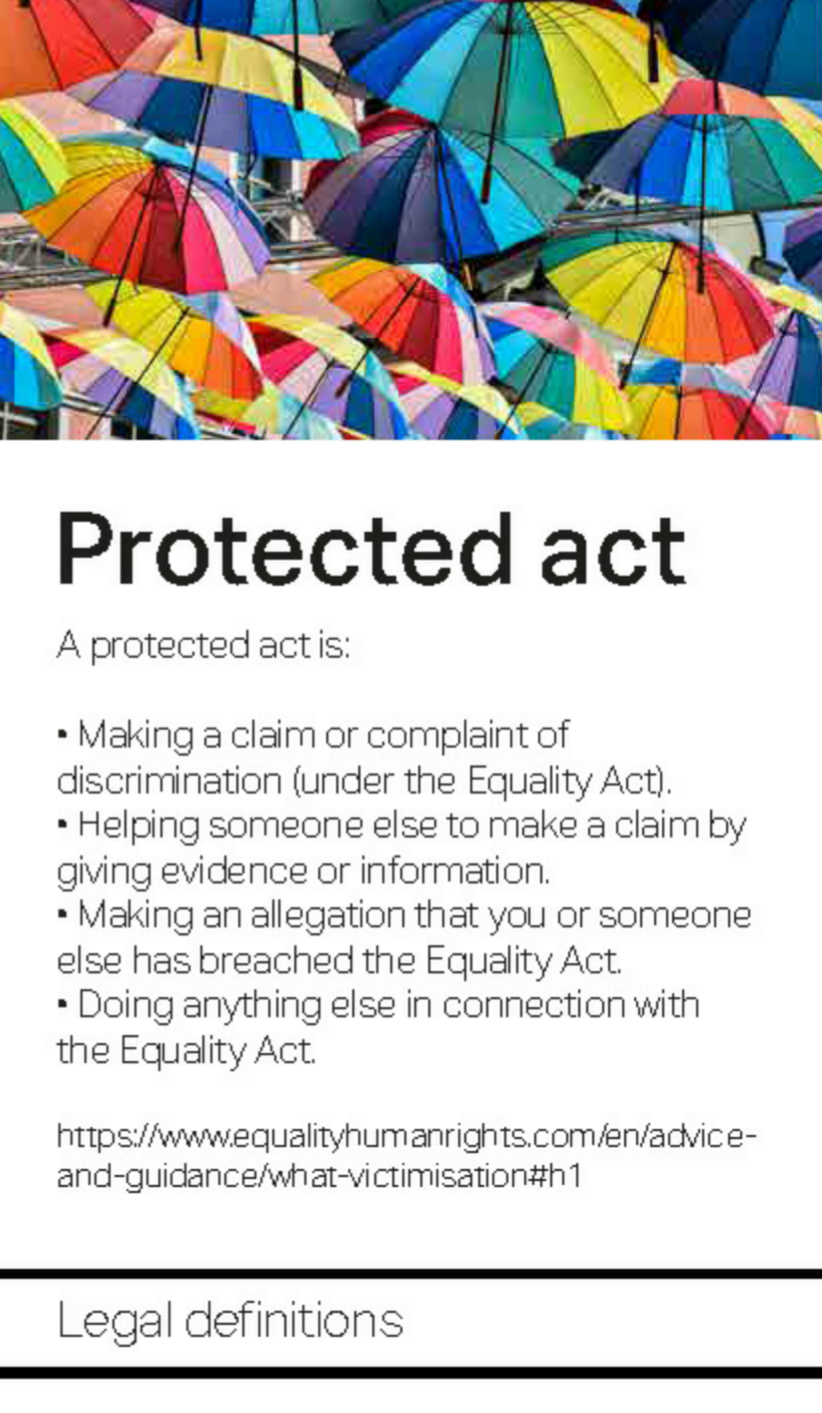 Protected act
A protected act is:
• Making a claim or complaint of
discrimination (under the Equality Act).
• Helping someone else to make a claim by
giving evidence or information.
• Making an allegation that you or someone
else has breached the Equality Act.
• Doing anything else in connection with
the Equality Act.
https://www.equalityhumanrights.com/en/advice-
and-guidance/what-victimisation#h1
Legal definitions